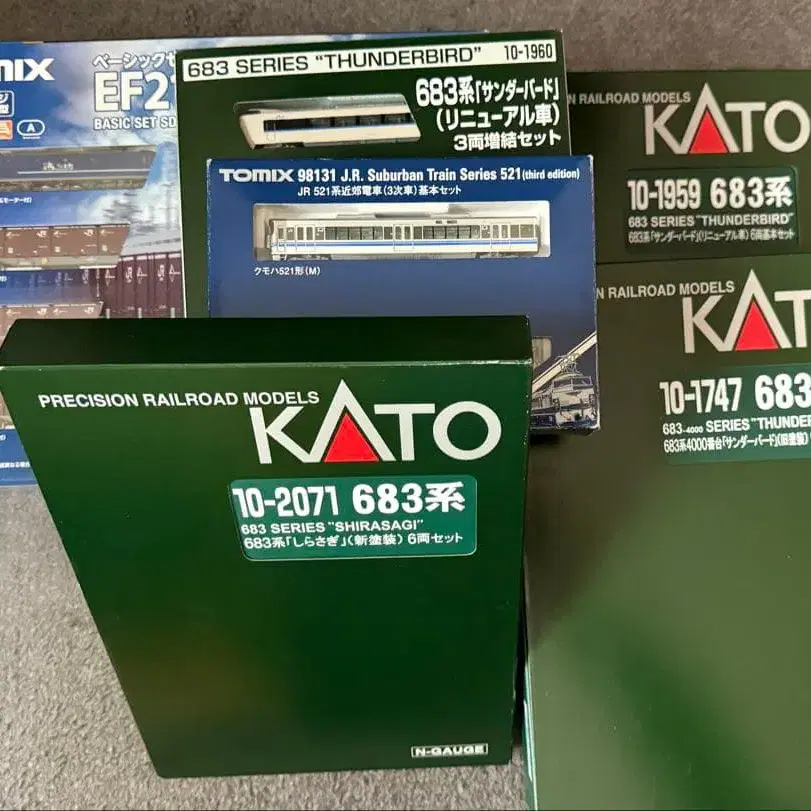 MIX
ベーシックセ
EF2
BASIC SET SD
A
683 SERIES "THUNDERBIRD" 10-1960
683系「サンダーバード」
(リニューアル車)
3両増結セット
TOMIX 98131 J.R. Suburban Train Series 521 (third edition)
JR 521系近郊電車(3次車)基本セット
クモハ521形(M)
N RAILROAD MODELS
KATO
10-1959 683系
683 SERIES "THUNDERBIRD"
683系「サンダーバード」(リニューアル車) 6両基本セット
N RAILROAD MODELS
KAT
10-1747 683
683-4000 SERIES "THUNDER
683系4000番台「サンダーバード」(旧塗装)
PRECISION RAILROAD MODELS
KATO
10-2071 683系
683 SERIES "SHIRASAGI"
683系「しらさぎ」(新塗装) 6両セット
N-GAUGE